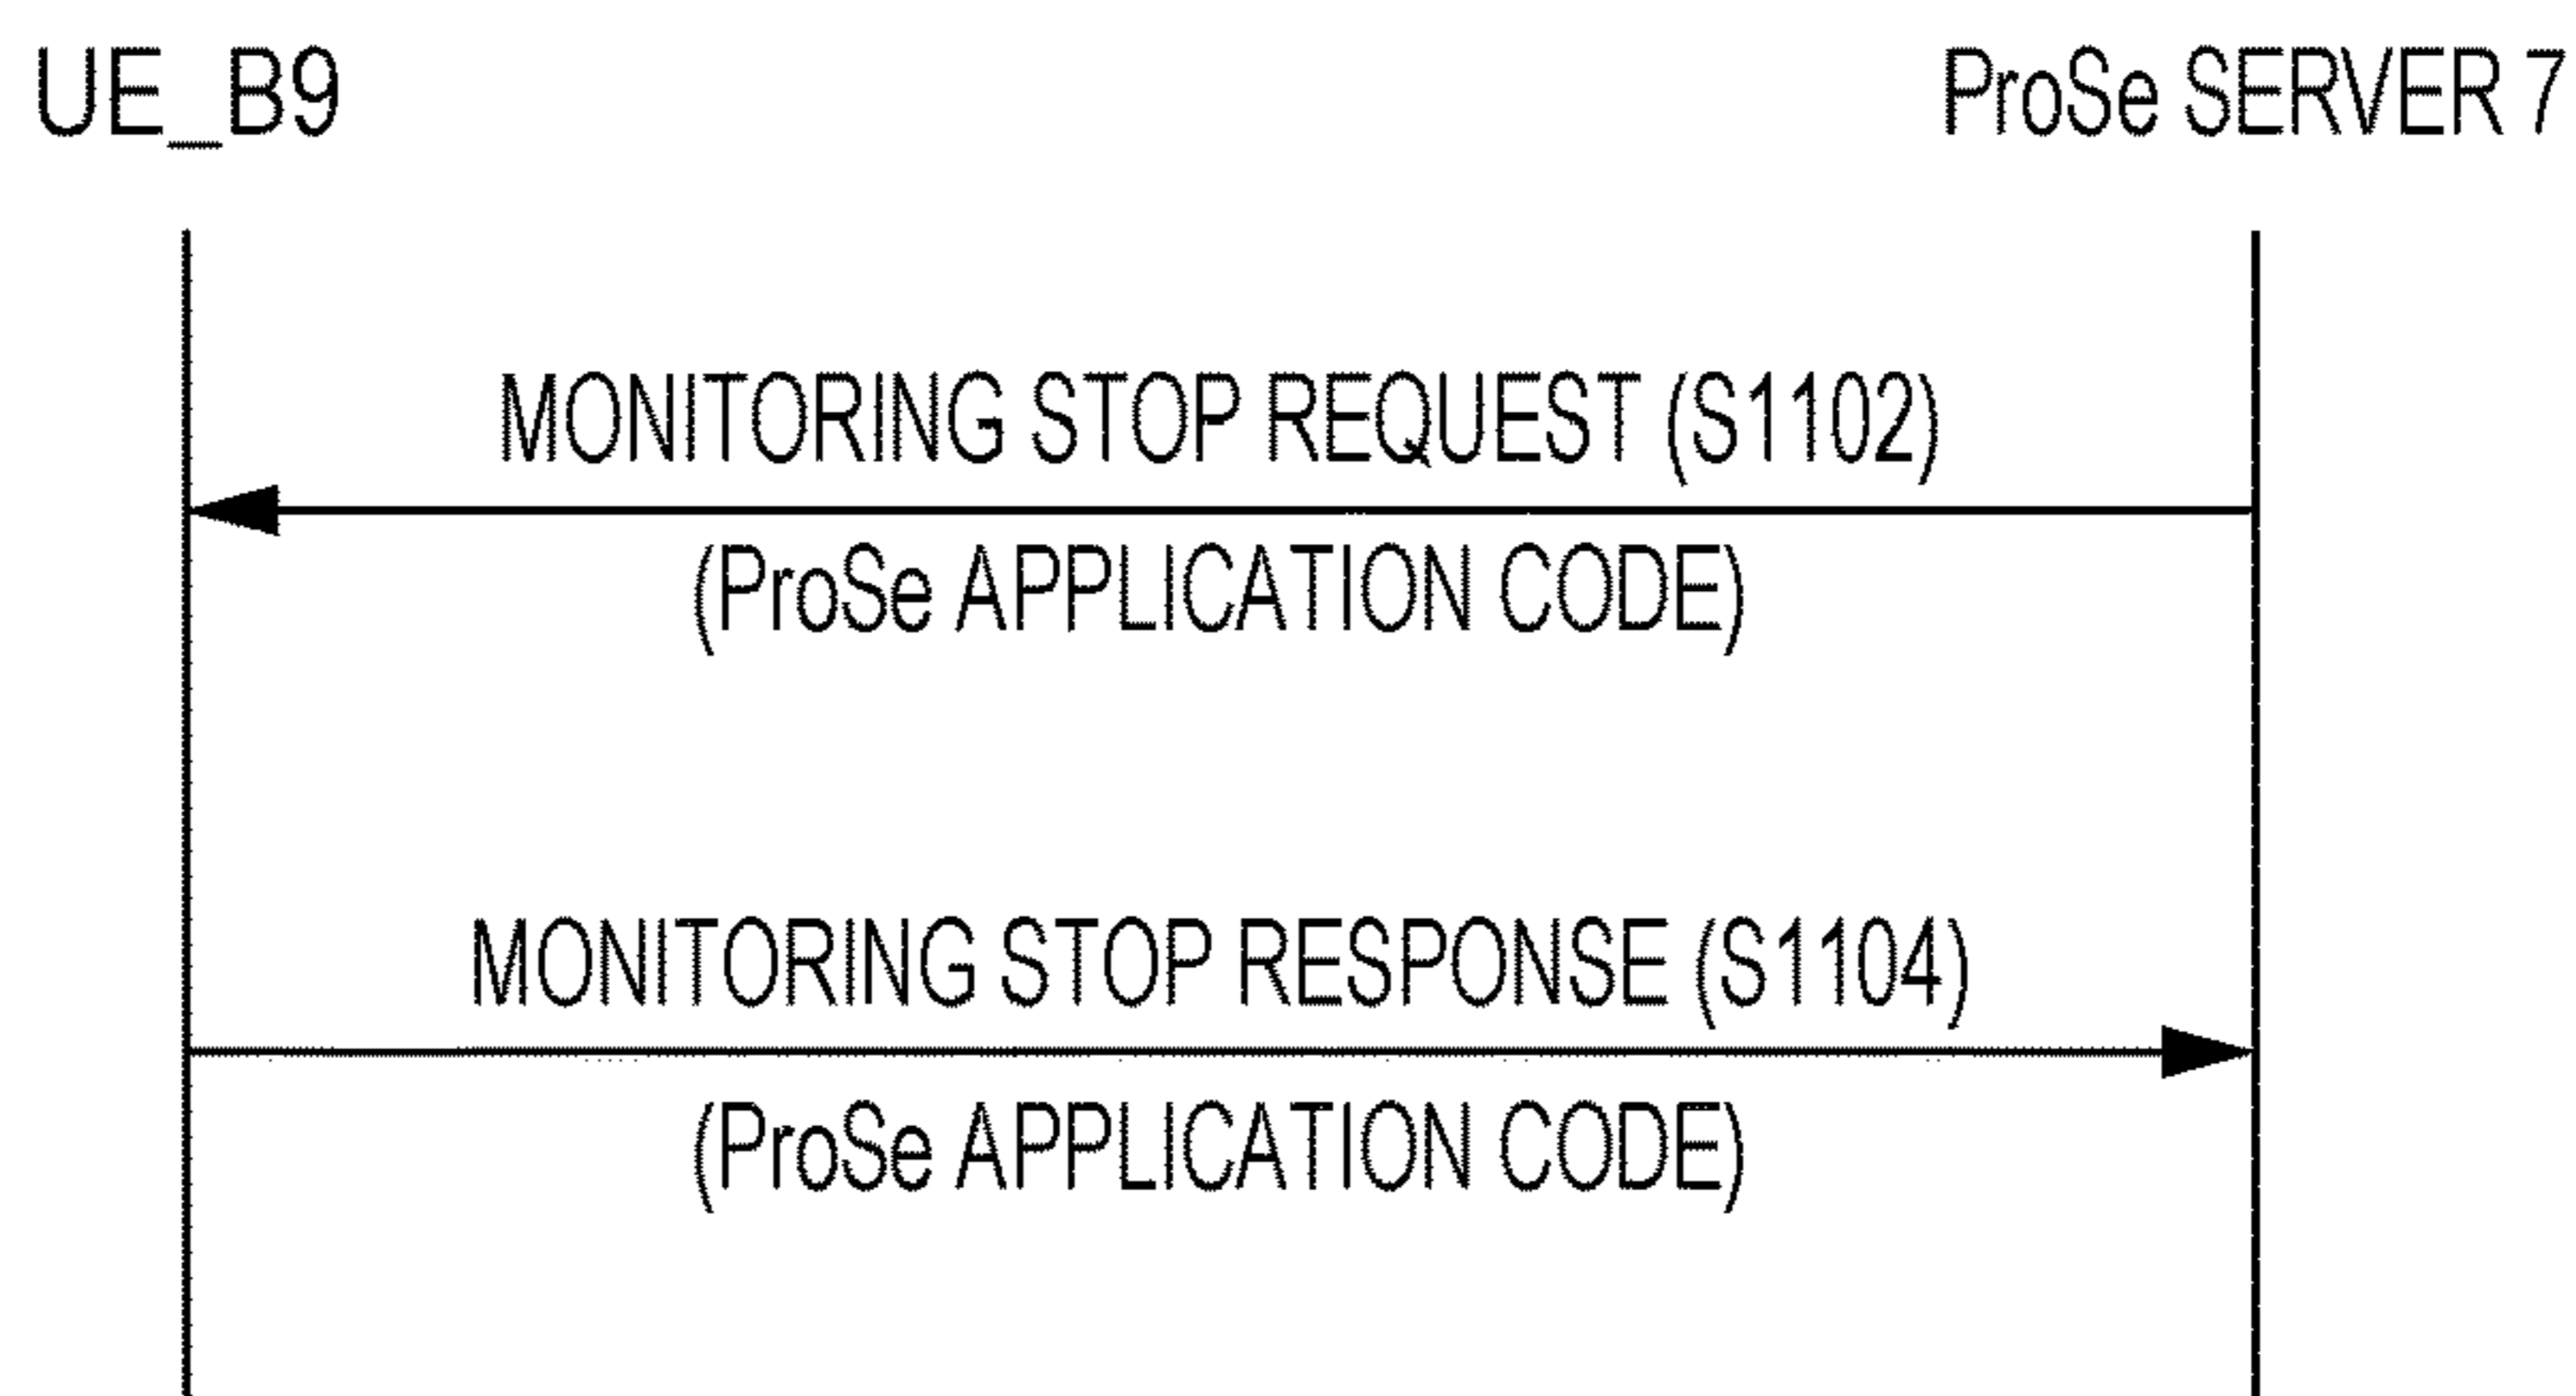 UE_B9
ProSe SERVER 7
MONITORING STOP REQUEST (S1102)
(ProSe APPLICATION CODE)
MONITORING STOP RESPONSE (S1104)
(ProSe APPLICATION CODE)